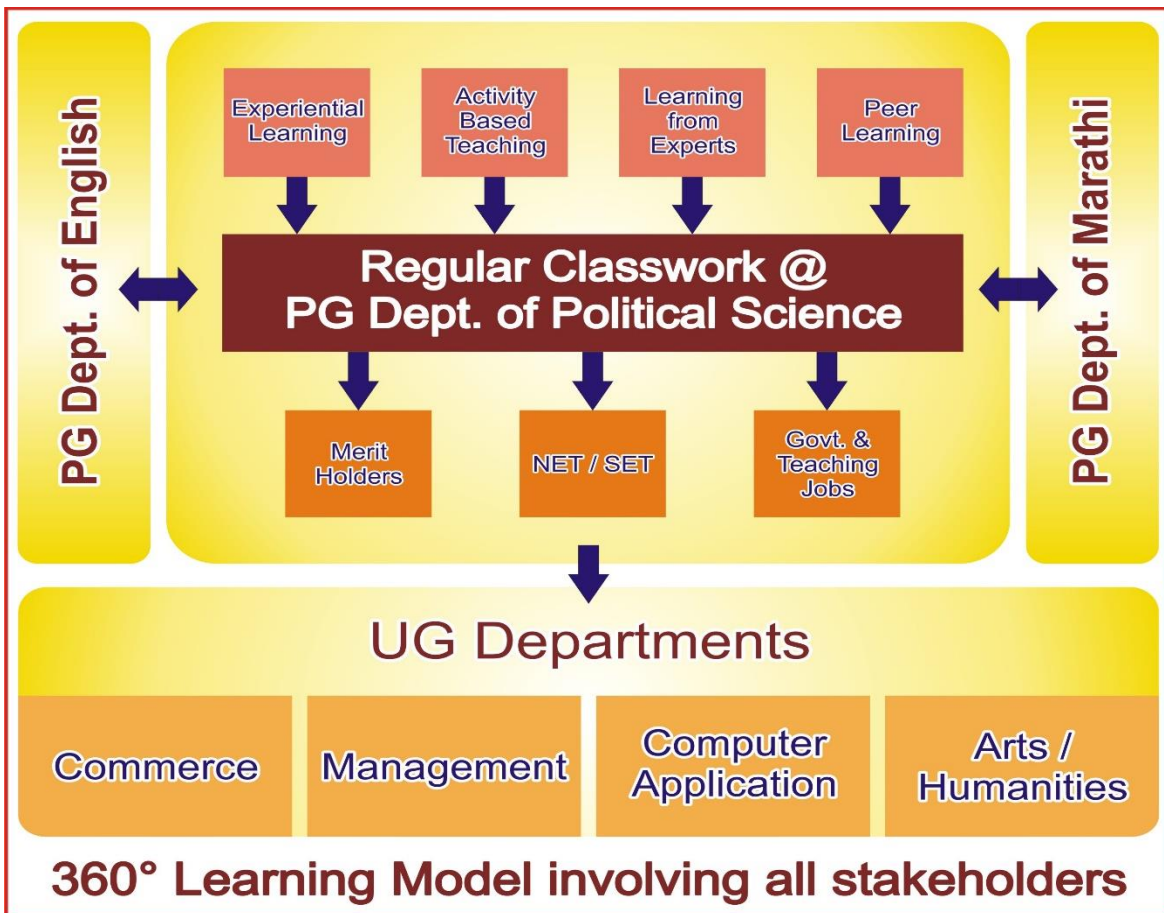 PG Dept. of English
Experiential
Learning
Activity
Based
Teaching
Learning
from
Experts
Peer
Learning
Regular Classwork @
PG Dept. of Political Science
Merit
Holders
NET / SET
Govt. &
Teaching
Jobs
PG Dept. of Marathi
UG Departments
Commerce
Management
Computer
Application
Arts /
Humanities
360° Learning Model involving all stakeholders